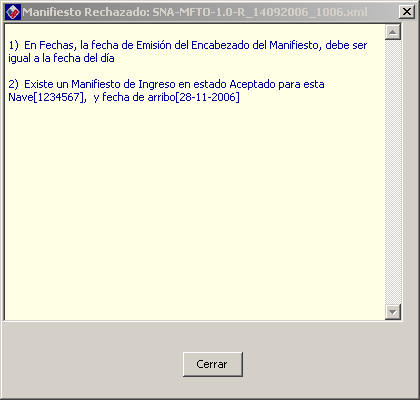 Manifiesto Rechazado: SNA-MFTO-1.0-R_14092006_1006.xml
1) En Fechas, la fecha de Emisión del Encabezado del Manifiesto, debe ser
igual a la fecha del día
2) Existe un Manifiesto de Ingreso en estado Aceptado para esta
Nave[1234567], y fecha de arribo[28-11-2006]
Cerrar